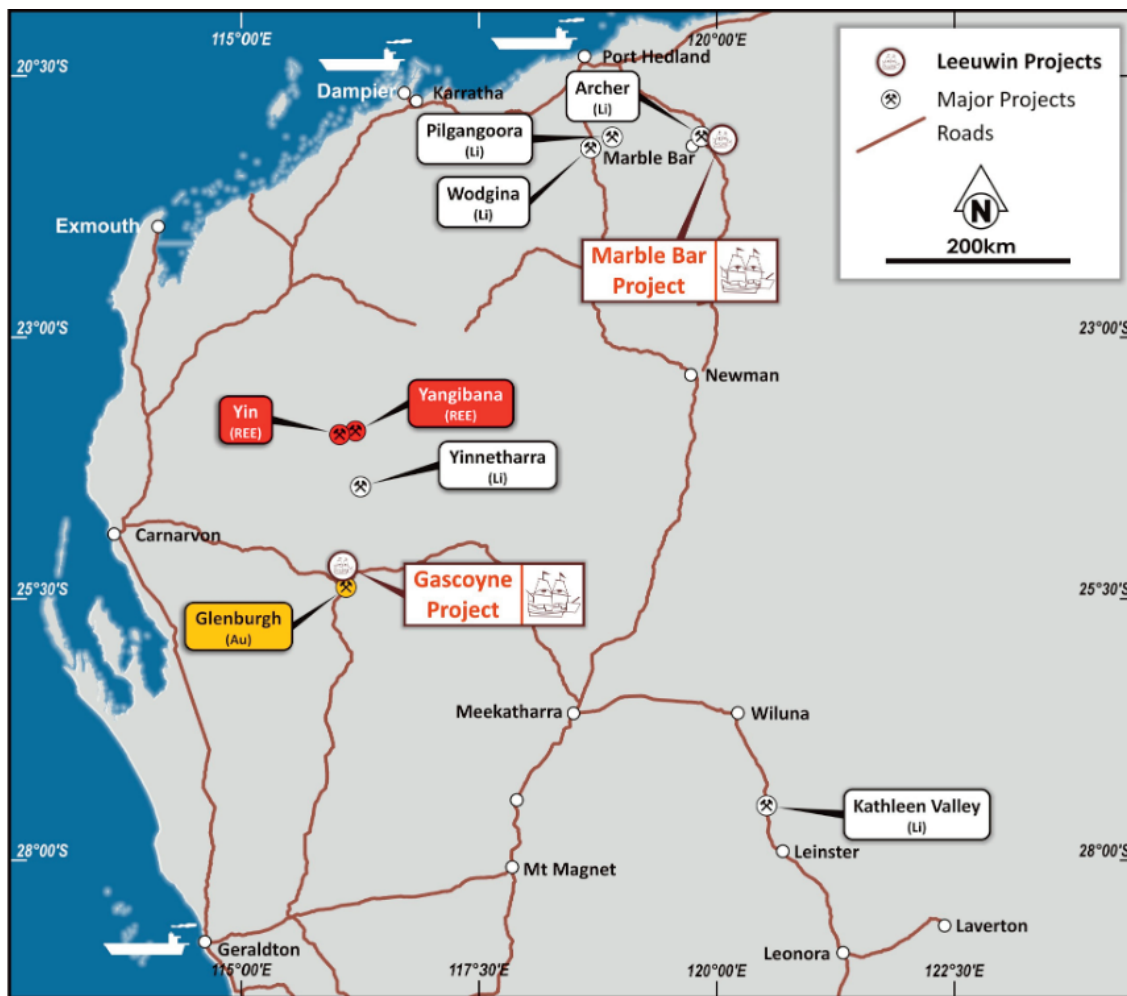 115°00'E
120°00'E
20°30'S
Port Hedland
Dampier
Karratha
Archer
(Li)
Pilgangoora
(Li)
Marble Bar
Wodgina
(Li)
Exmouth
Marble Bar
Project
Leeuwin Projects
Major Projects
Roads
N
200km
23°00'S
23°00'S
Newman
Yin
(REE)
Yangibana
(REE)
Yinnetharra
(Li)
Carnarvon
25°30'S
25°30'S
Gascoyne
Project
Glenburgh
(Au)
Meekatharra
Wiluna
Kathleen Valley
(Li)
28°00'S
28°00'S
Leinster
Mt Magnet
Laverton
Geraldton
Leonora
115°00'E
117°30'E
120°00'E
122°30'E